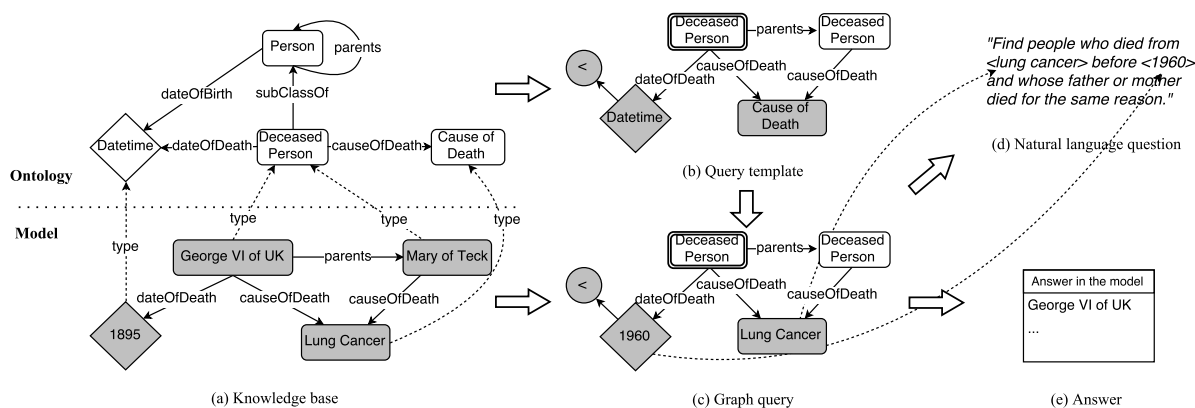 Person
parents
dateOfBirth
subClassOf
Datetime
dateOfDeath
Deceased
Person
causeOfDeath
Cause of
Death
Ontology
type
type
type
type
Model
George VI of UK
parents
Mary of Teck
dateOfDeath
causeOfDeath
causeOfDeath
1895
Lung Cancer
(a) Knowledge base
Deceased
Person
parents
Deceased
Person
<
dateOfDeath
causeOfDeath
causeOfDeath
Datetime
Cause of
Death
(b) Query template
Deceased
Person
parents
Deceased
Person
<
dateOfDeath
causeOfDeath
causeOfDeath
1960
Lung Cancer
(c) Graph query
"Find people who died from
<lung cancer> before <1960>
and whose father or mother
died for the same reason."
(d) Natural language question
Answer in the model
George VI of UK
...
(e) Answer